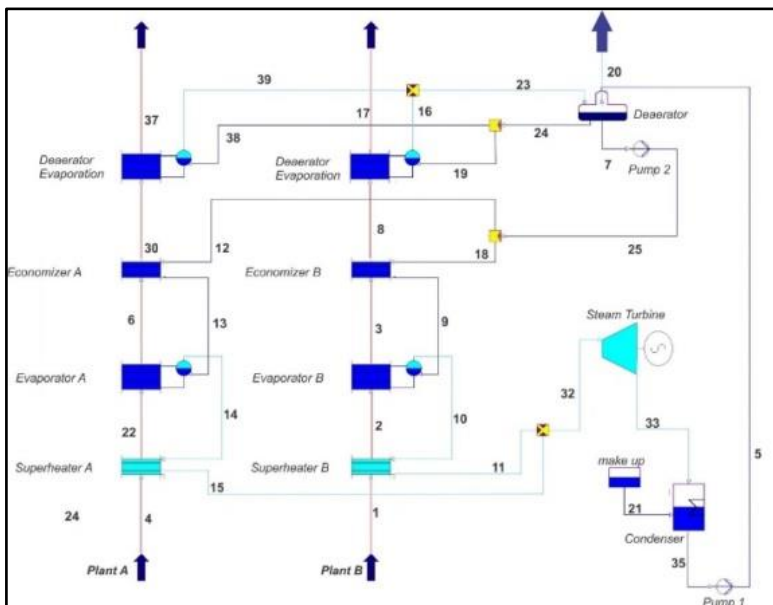 20
39
23
37
17
16
Deaerator
38
24
Deaerator
Evaporation
Deaerator
Evaporation
19
7
Pump 2
30
12
8
18
25
Economizer A
Economizer B
6
13
3
9
Steam Turbine
S
Evaporator A
Evaporator B
32
14
10
22
2
33
5
Superheater A
Superheater B
11
make up
15
21
24
4
1
Condenser
35
Plant A
Plant B
Pump 1